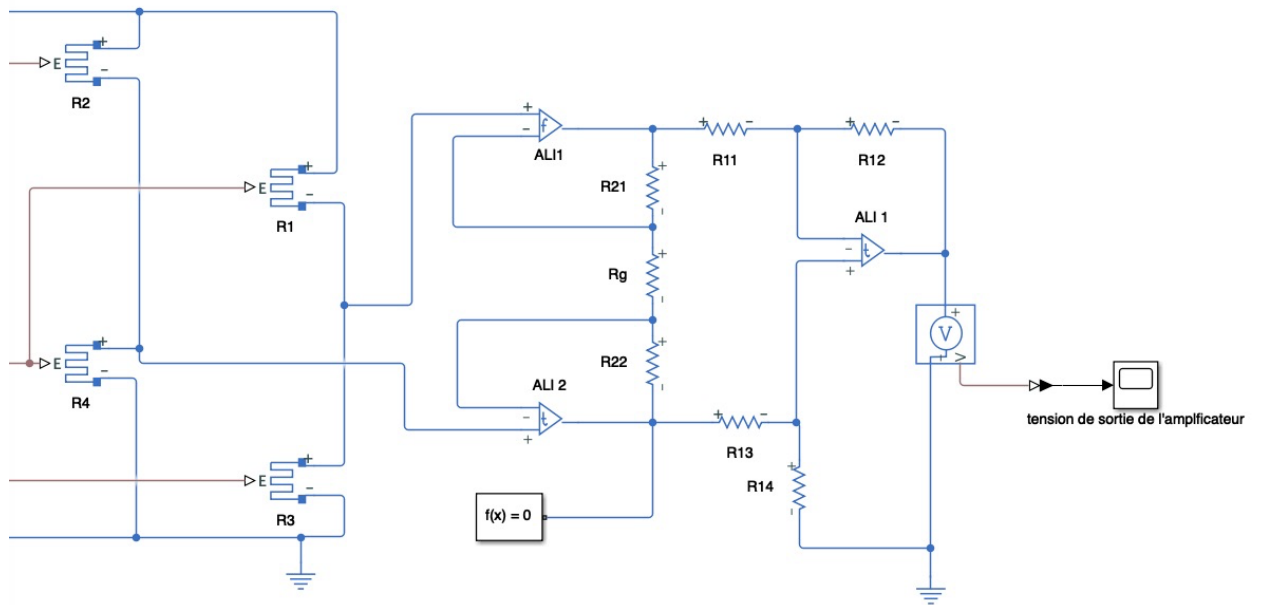 R2
E
R1
E
R4
E
R3
E
ALI1
f
R21
Rg
R22
ALI 2
t
R11
R12
ALI 1
t
R13
R14
f(x) = 0
V
V
tension de sortie de l'amplficateur